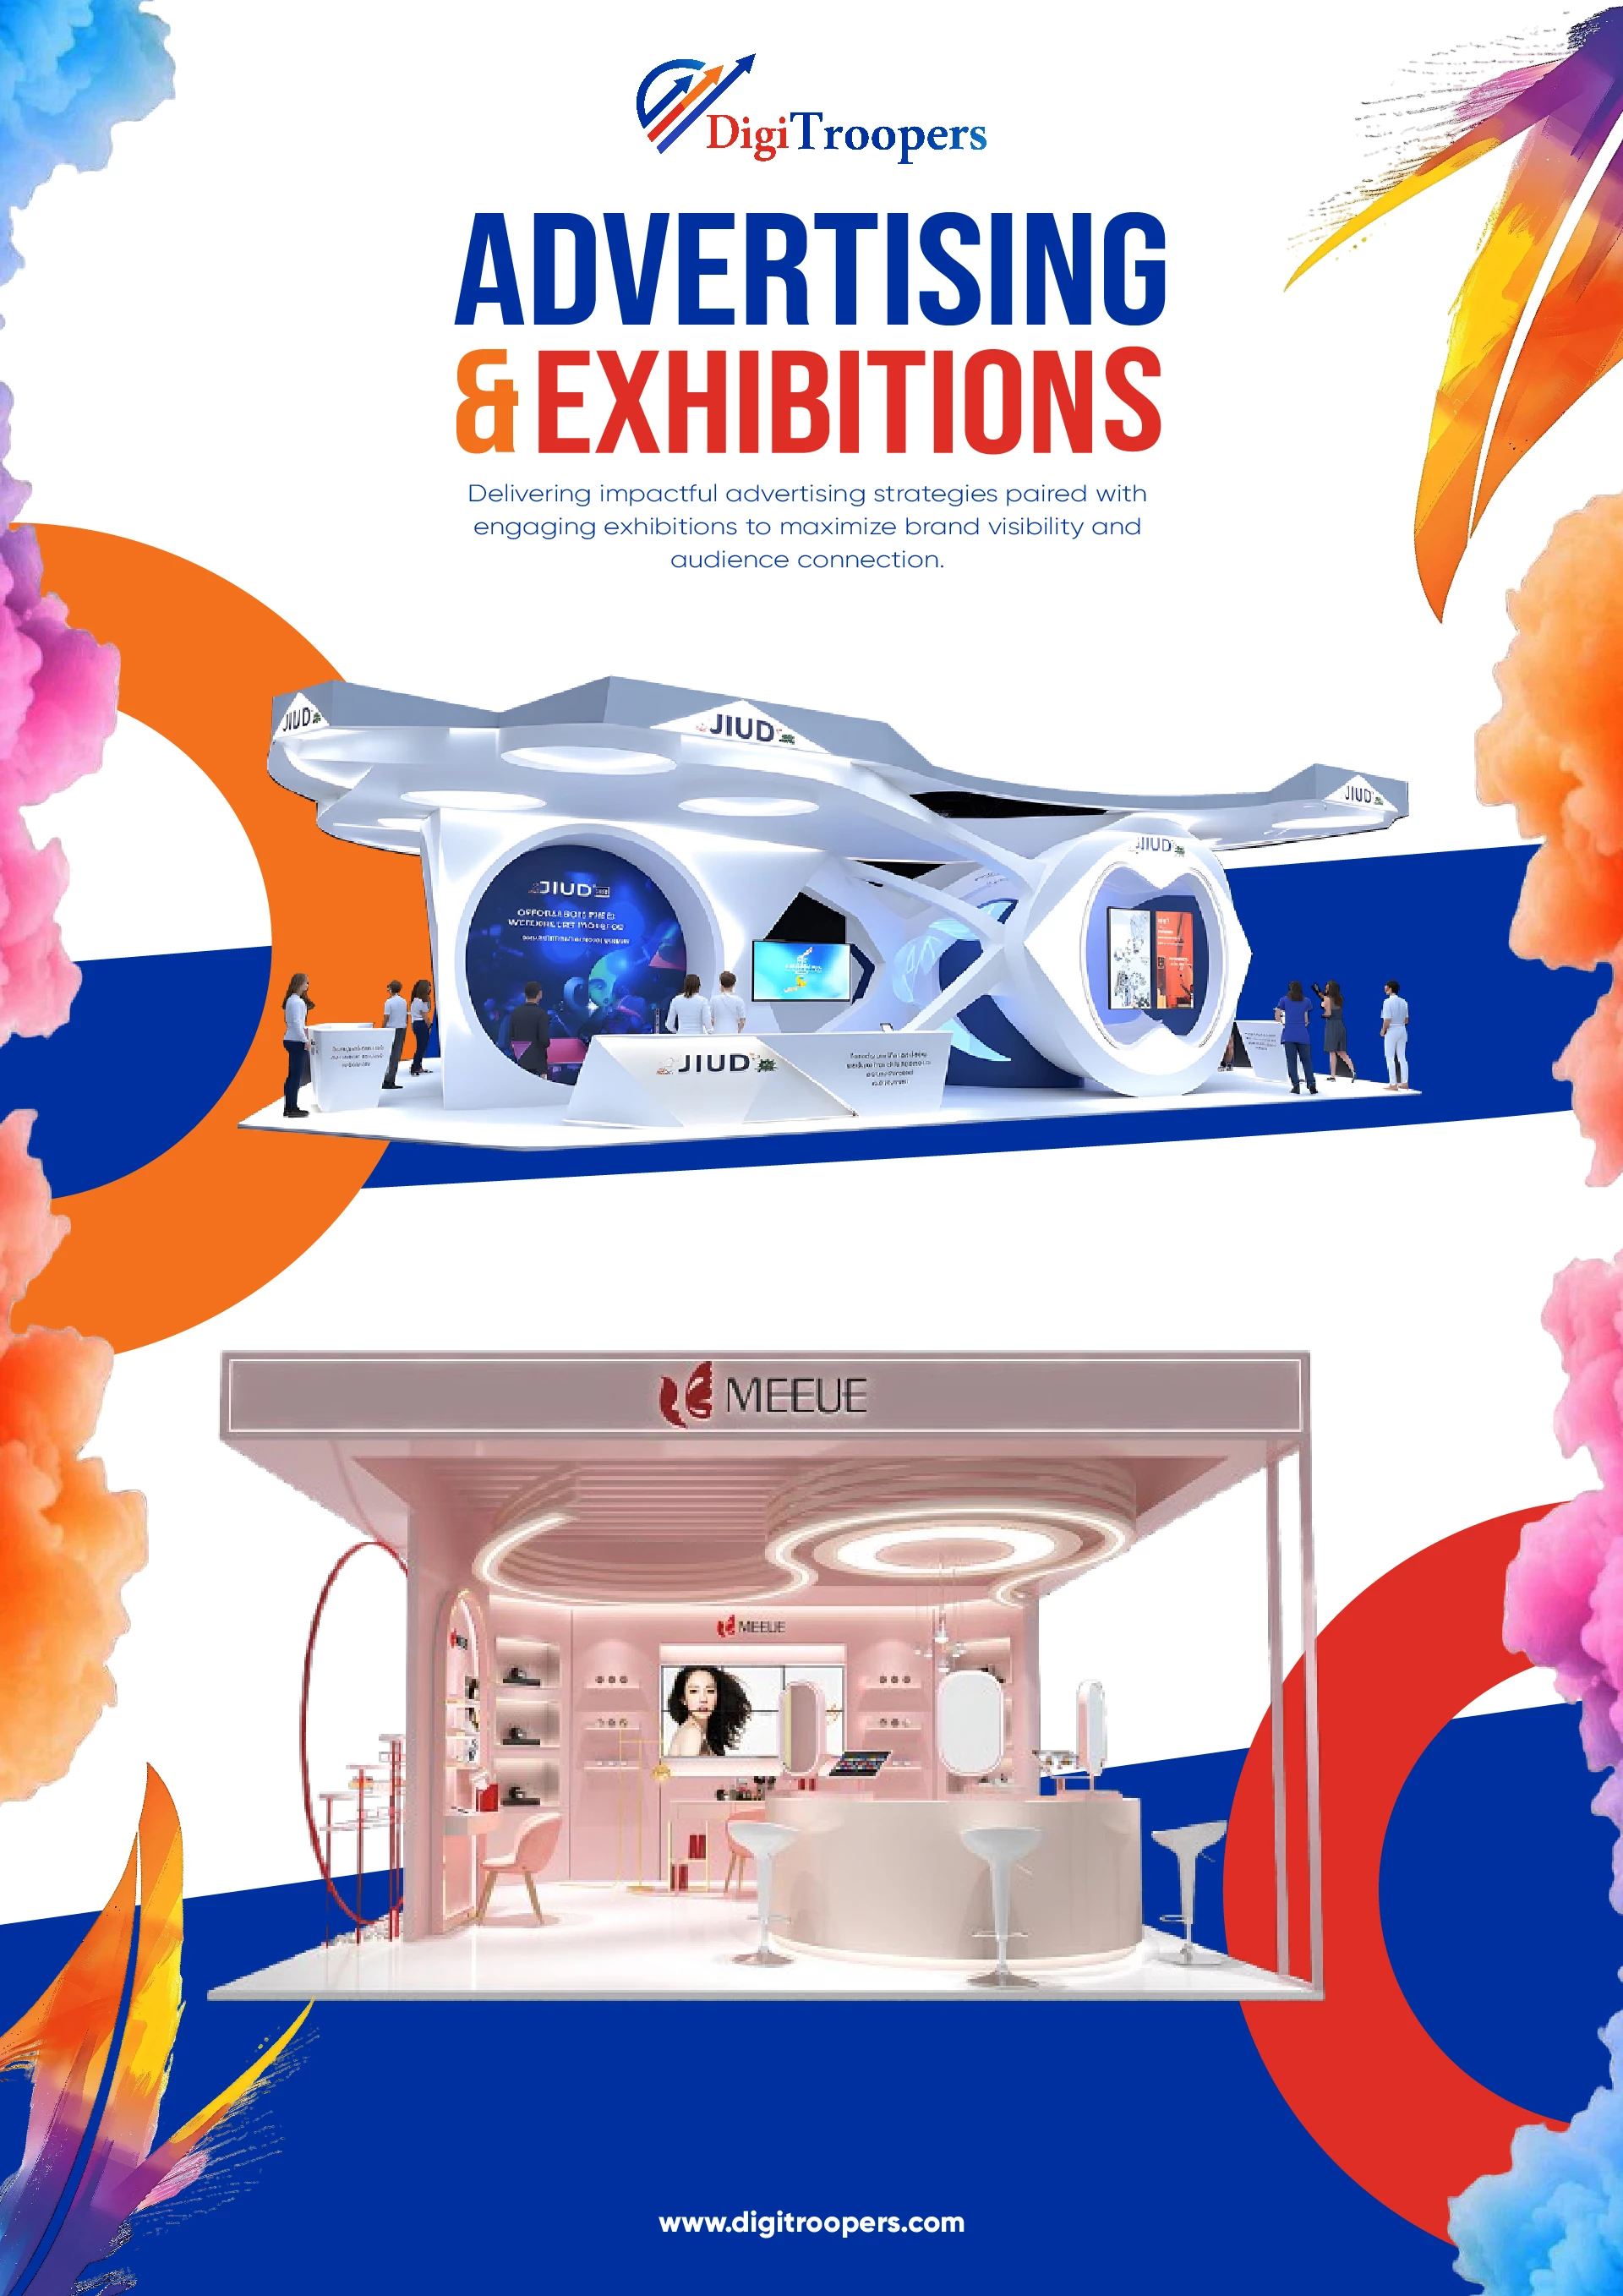 DigiTroopers
ADVERTISING
& EXHIBITIONS
Delivering impactful advertising strategies paired with
engaging exhibitions to maximize brand visibility and
audience connection.
JIUD
JIUD
JIUD
JIUD
JIUD
JIUD
MEEUE
MEEUE
www.digitroopers.com